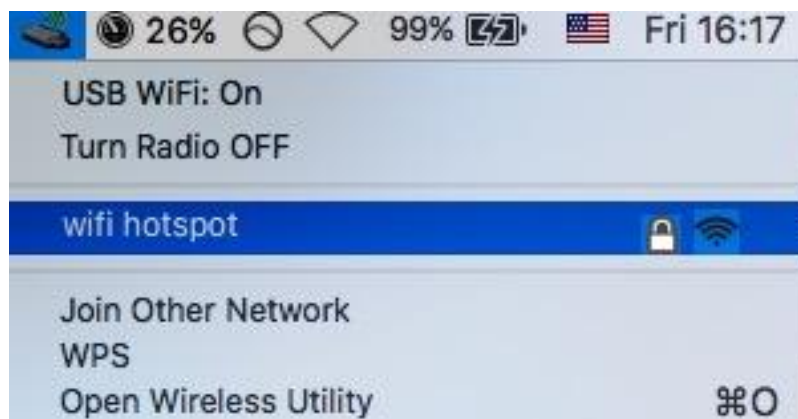 26% 99% Fri 16:17
USB WiFi: On
Turn Radio OFF
wifi hotspot
Join Other Network
WPS
Open Wireless Utility ⌘O